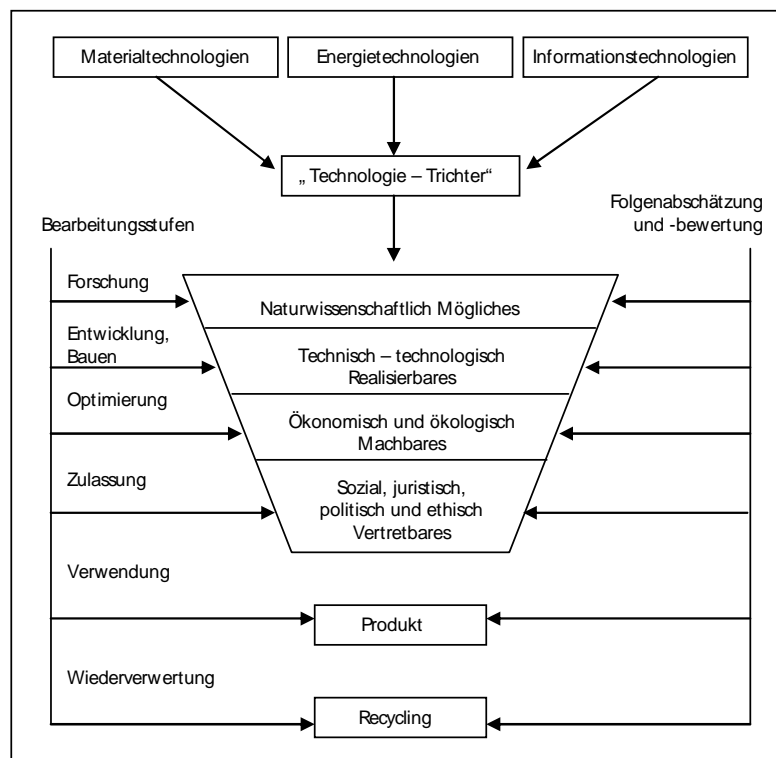 Materialtechnologien
Energietechnologien
Informationstechnologien
„ Technologie – Trichter“
Bearbeitungsstufen
Folgenabschätzung
und -bewertung
Forschung
Naturwissenschaftlich Mögliches
Entwicklung,
Bauen
Technisch – technologisch
Realisierbares
Optimierung
Ökonomisch und ökologisch
Machbares
Zulassung
Sozial, juristisch,
politisch und ethisch
Vertretbares
Verwendung
Produkt
Wiederverwertung
Recycling